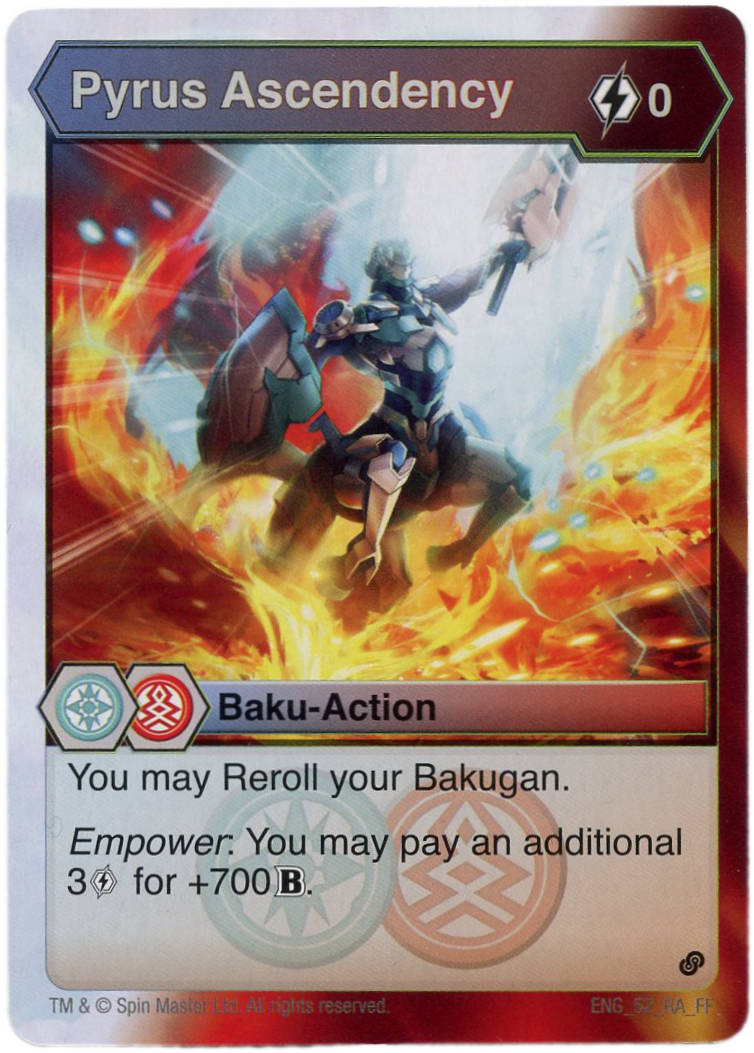 Pyrus Ascendency
0
Baku-Action
You may Reroll your Bakugan.
Empower: You may pay an additional
3 for +700B.
TM & © Spin Master Ltd. All rights reserved.
ENG_52_RA_FF